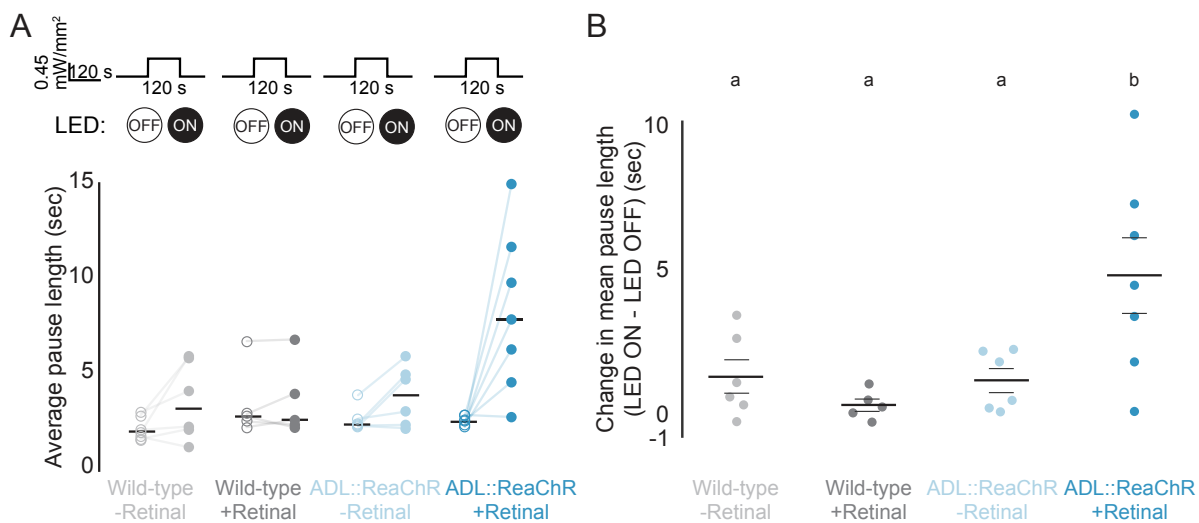 A
0.45
mW/mm²
120 s
120 s
120 s
120 s
120 s
LED:
OFF
ON
OFF
ON
OFF
ON
OFF
ON
Average pause length (sec)
15
10
5
0
Wild-type
-Retinal
Wild-type
+Retinal
ADL::ReaChR
-Retinal
ADL::ReaChR
+Retinal
B
a
a
a
b
Change in mean pause length
(LED ON - LED OFF) (sec)
10
5
0
-1
Wild-type
-Retinal
Wild-type
+Retinal
ADL::ReaChR
-Retinal
ADL::ReaChR
+Retinal